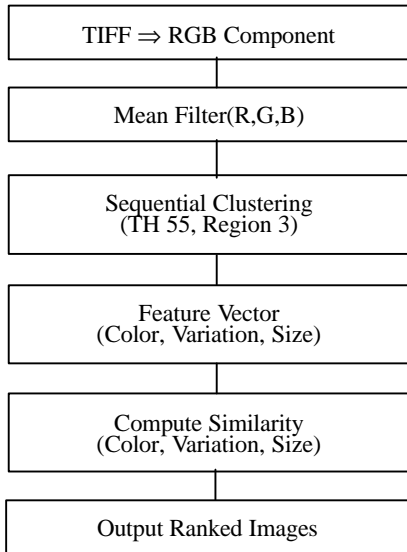 TIFF ⇒ RGB Component
Mean Filter(R,G,B)
Sequential Clustering
(TH 55, Region 3)
Feature Vector
(Color, Variation, Size)
Compute Similarity
(Color, Variation, Size)
Output Ranked Images